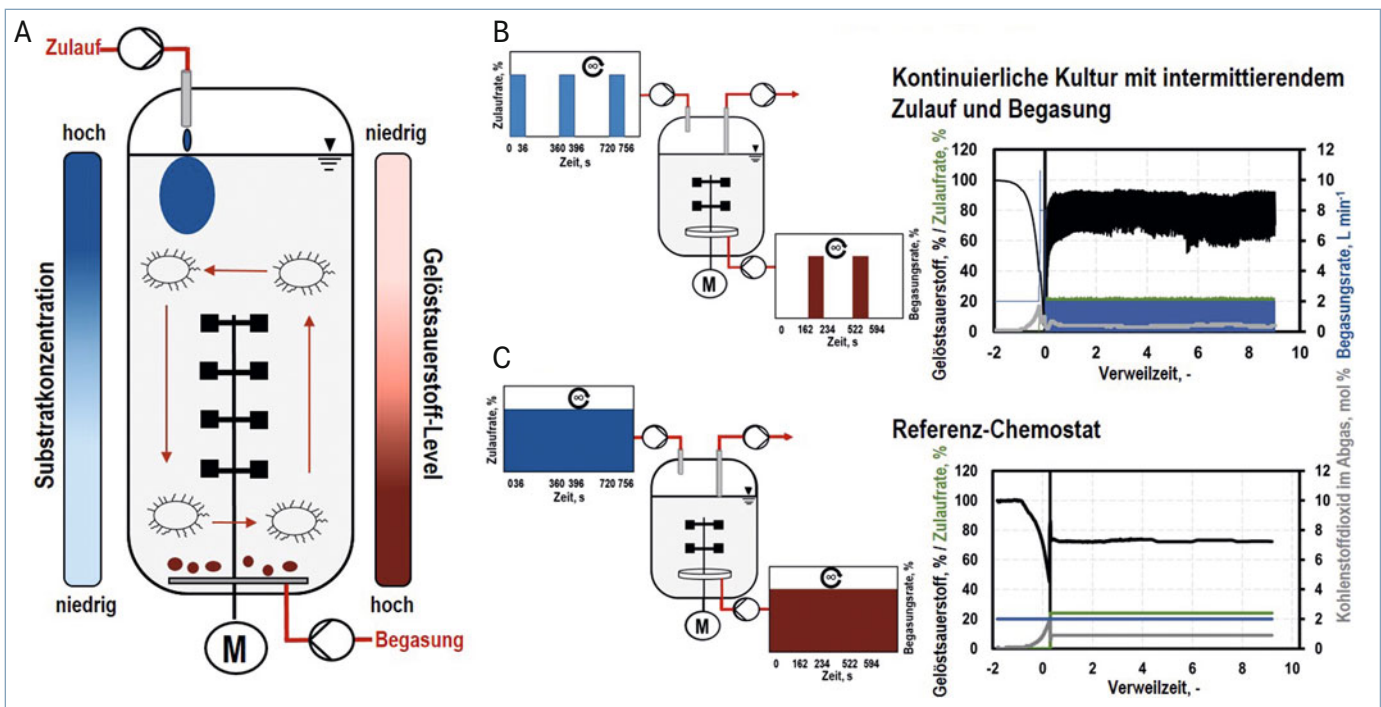 A
Zulauf
hoch
niedrig
Substratkonzentration
Gelöstsauerstoff-Level
niedrig
hoch
M
Begasung
B
Zulaufrate, %
∞
0 36 360 396 720 756
Zeit, s
M
Begasungsrate, %
∞
0 162 234 522 594
Zeit, s
Kontinuierliche Kultur mit intermittierendem
Zulauf und Begasung
Gelöstsauerstoff, % / Zulaufrate, %
120
100
80
60
40
20
0
12
10
8
6
4
2
0
-2 0 2 4 6 8 10
Verweilzeit, -
Kohlenstoffdioxid im Abgas, mol % Begasungsrate, L min-1
C
Zulaufrate, %
∞
036 360 396 720 756
Zeit, s
M
Begasungsrate, %
∞
0 162 234 522 594
Zeit, s
Referenz-Chemostat
Gelöstsauerstoff, % / Zulaufrate, %
120
100
80
60
40
20
0
12
10
8
6
4
2
0
-2 0 2 4 6 8 10
Verweilzeit, -